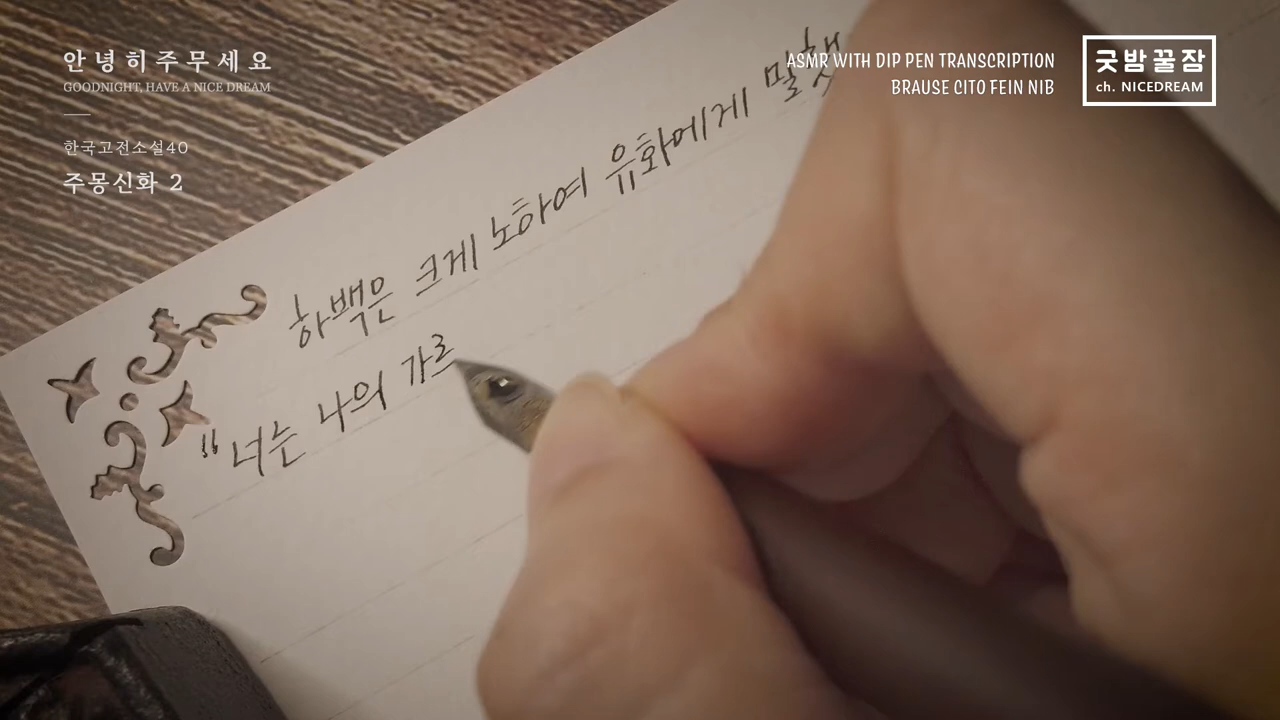 안녕히주무세요
GOODNIGHT, HAVE A NICE DREAM
한국고전소설40
주몽신화 2
ASMR WITH DIP PEN TRANSCRIPTION
BRAUSE CITO FEIN NIB
굿밤꿀잠
ch. NICEDREAM
하백은 크게 노하여 유화에게 말했
"너는 나의 가르